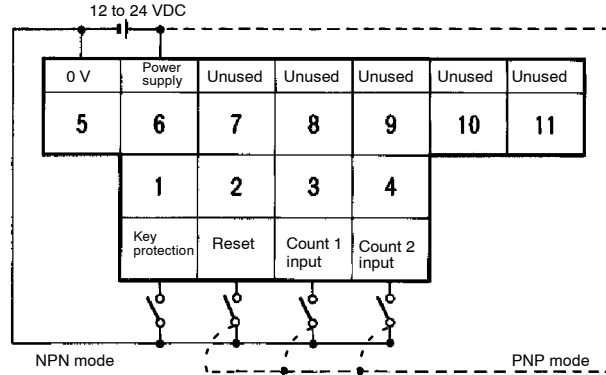 12 to 24 VDC
0 V
Power
supply
Unused
Unused
Unused
Unused
Unused
5
6
7
8
9
10
11
1
2
3
4
Key
protection
Reset
Count 1
input
Count 2
input
NPN mode
PNP mode